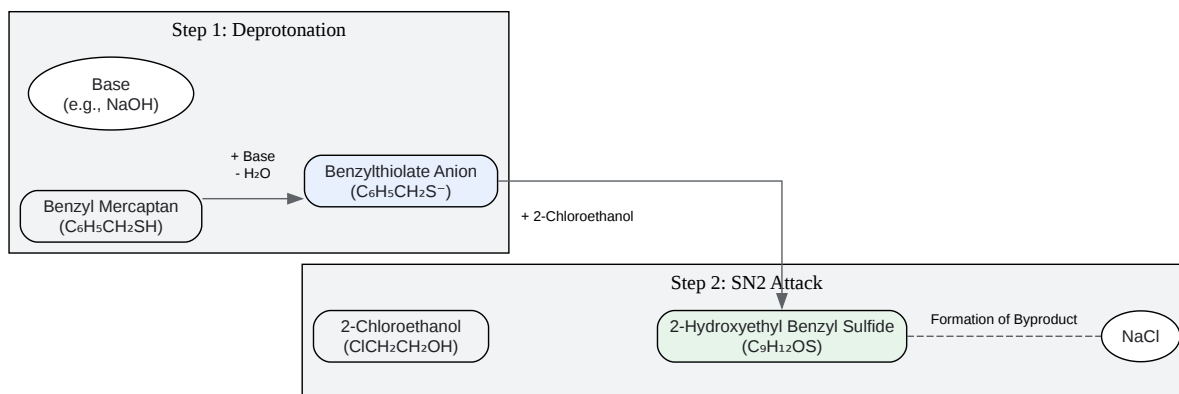 Step 1: Deprotonation
Base
(e.g., NaOH)
+ Base
- H₂O
Benzylthiolate Anion
(C₆H₅CH₂S⁻)
Benzyl Mercaptan
(C₆H₅CH₂SH)
+ 2-Chloroethanol
Step 2: SN2 Attack
2-Chloroethanol
(ClCH₂CH₂OH)
2-Hydroxyethyl Benzyl Sulfide
(C₉H₁₂OS)
Formation of Byproduct
NaCl